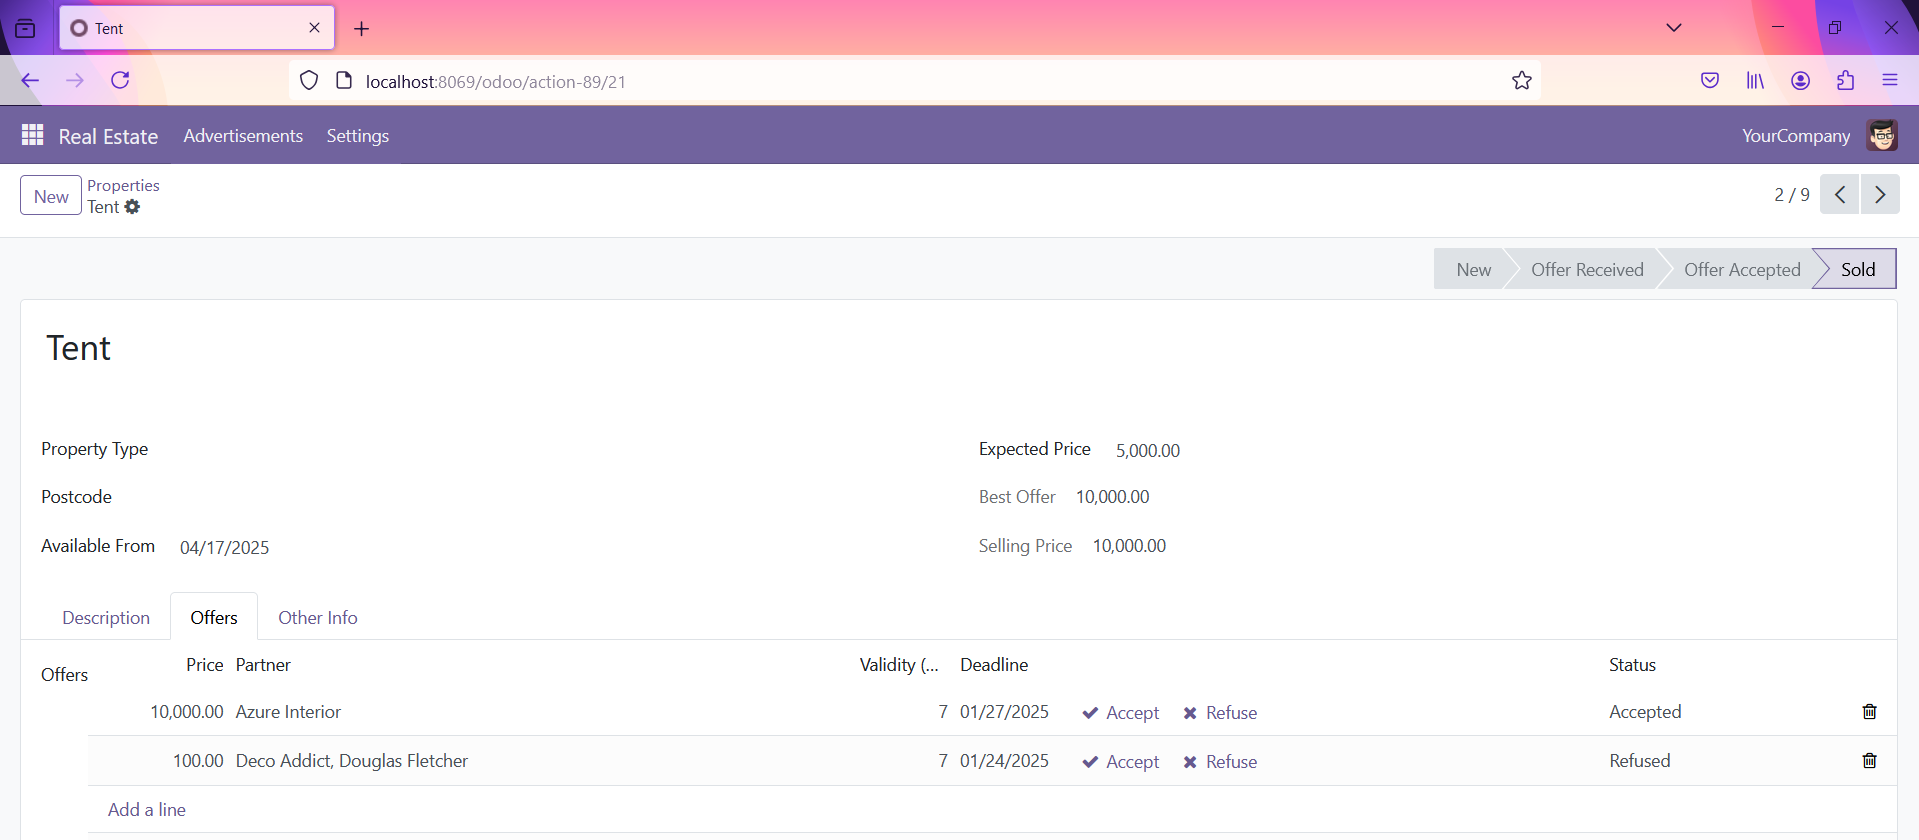 Tent
localhost:8069/odoo/action-89/21
Real Estate Advertisements Settings YourCompany
New Properties
Tent
2 / 9
New Offer Received Offer Accepted Sold
Tent
Property Type
Expected Price 5,000.00
Postcode
Best Offer 10,000.00
Available From 04/17/2025
Selling Price 10,000.00
Description Offers Other Info
Offers
Price Partner Validity (... Deadline Status
10,000.00 Azure Interior 7 01/27/2025 Accept Refuse Accepted
100.00 Deco Addict, Douglas Fletcher 7 01/24/2025 Accept Refuse Refused
Add a line